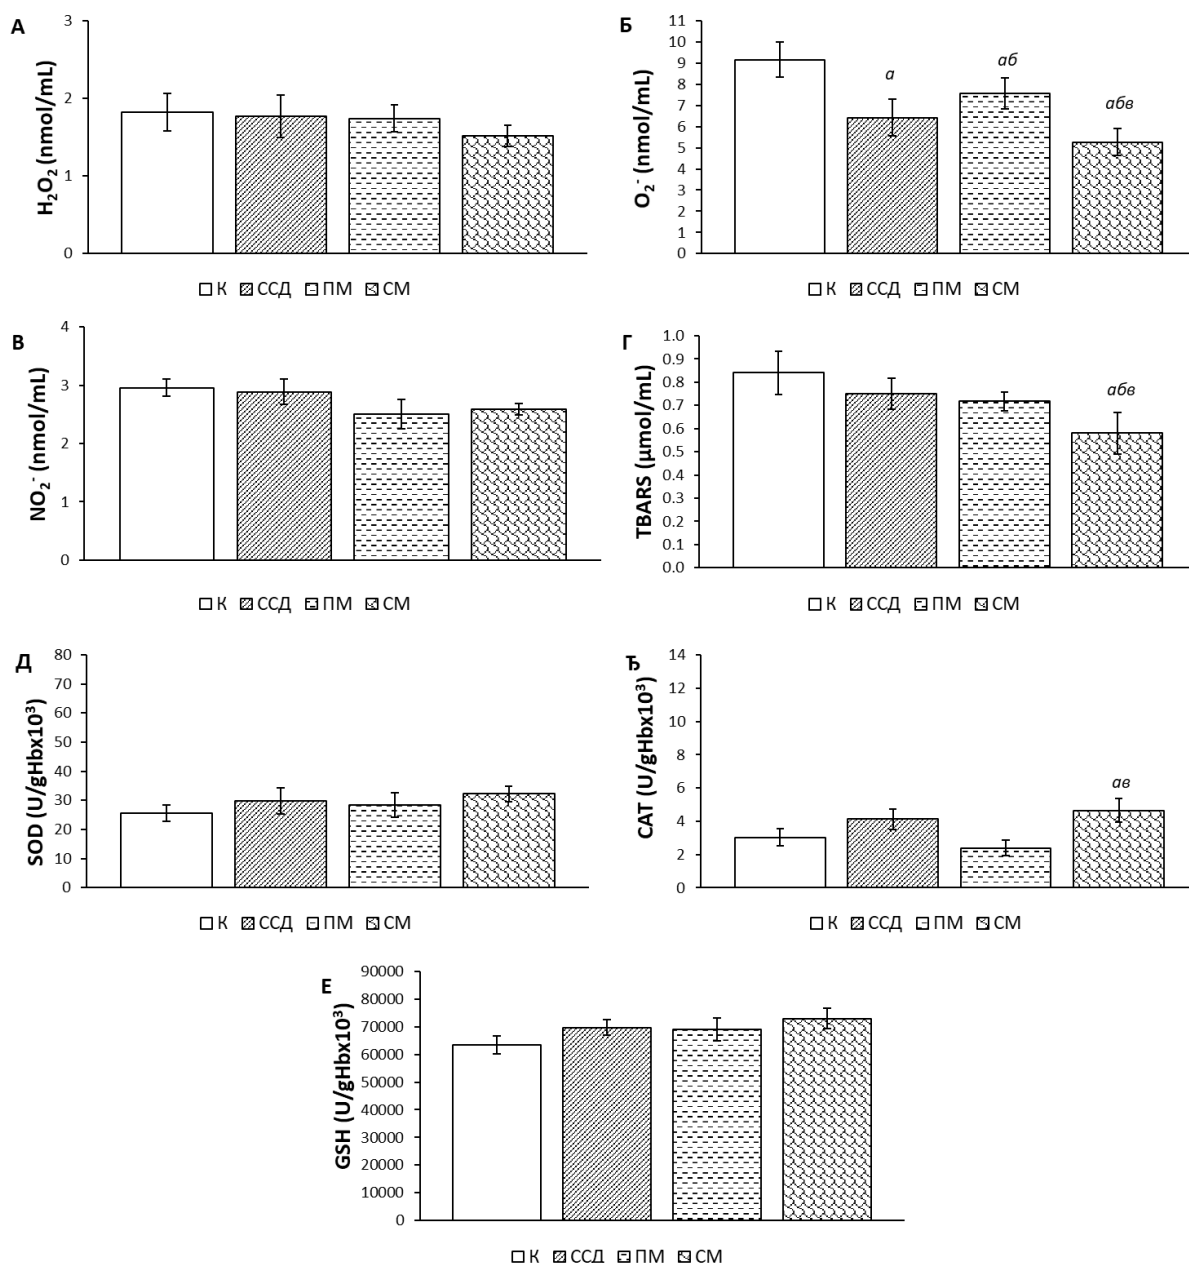 А
H₂O₂ (nmol/mL)
3
2
1
0
К ССД ПМ СМ
Б
O₂⁻ (nmol/mL)
11
10
9
8
7
6
5
4
3
2
1
0
а
аб
абв
К ССД ПМ СМ
В
NO₂⁻ (nmol/mL)
4
3
2
1
0
К ССД ПМ СМ
Г
TBARS (µmol/mL)
1.0
0.9
0.8
0.7
0.6
0.5
0.4
0.3
0.2
0.1
0.0
абв
К ССД ПМ СМ
Д
SOD (U/gHbx10³)
80
70
60
50
40
30
20
10
0
К ССД ПМ СМ
Ђ
CAT (U/gHbx10³)
14
12
10
8
6
4
2
0
ав
К ССД ПМ СМ
Е
GSH (U/gHbx10³)
90000
80000
70000
60000
50000
40000
30000
20000
10000
0
К ССД ПМ СМ